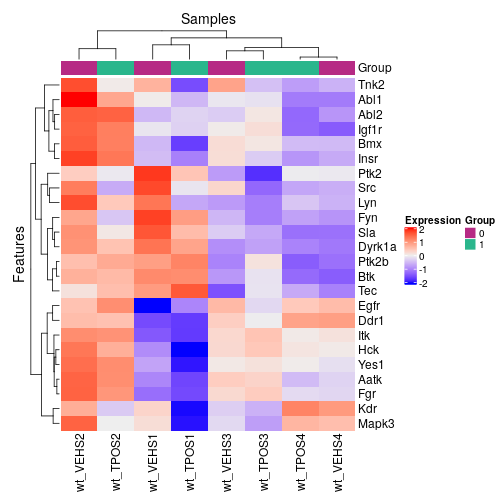 Samples
Group
Tnk2
Abl1
Abl2
Igf1r
Bmx
Insr
Ptk2
Src
Lyn
Fyn
Sla
Dyrk1a
Ptk2b
Btk
Tec
Egfr
Ddr1
Itk
Hck
Yes1
Aatk
Fgr
Kdr
Mapk3
Features
wt_VEHS2
wt_TPOS2
wt_VEHS1
wt_TPOS1
wt_VEHS3
wt_TPOS3
wt_TPOS4
wt_VEHS4
Expression
2
1
0
-1
-2
Group
0
1